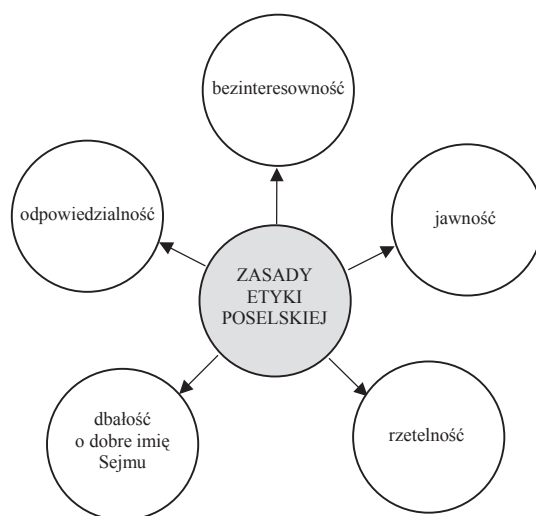 bezinteresowność
odpowiedzialność
jawność
ZASADY
ETYKI
POSELSKIEJ
dbałość
o dobre imię
Sejmu
rzetelność